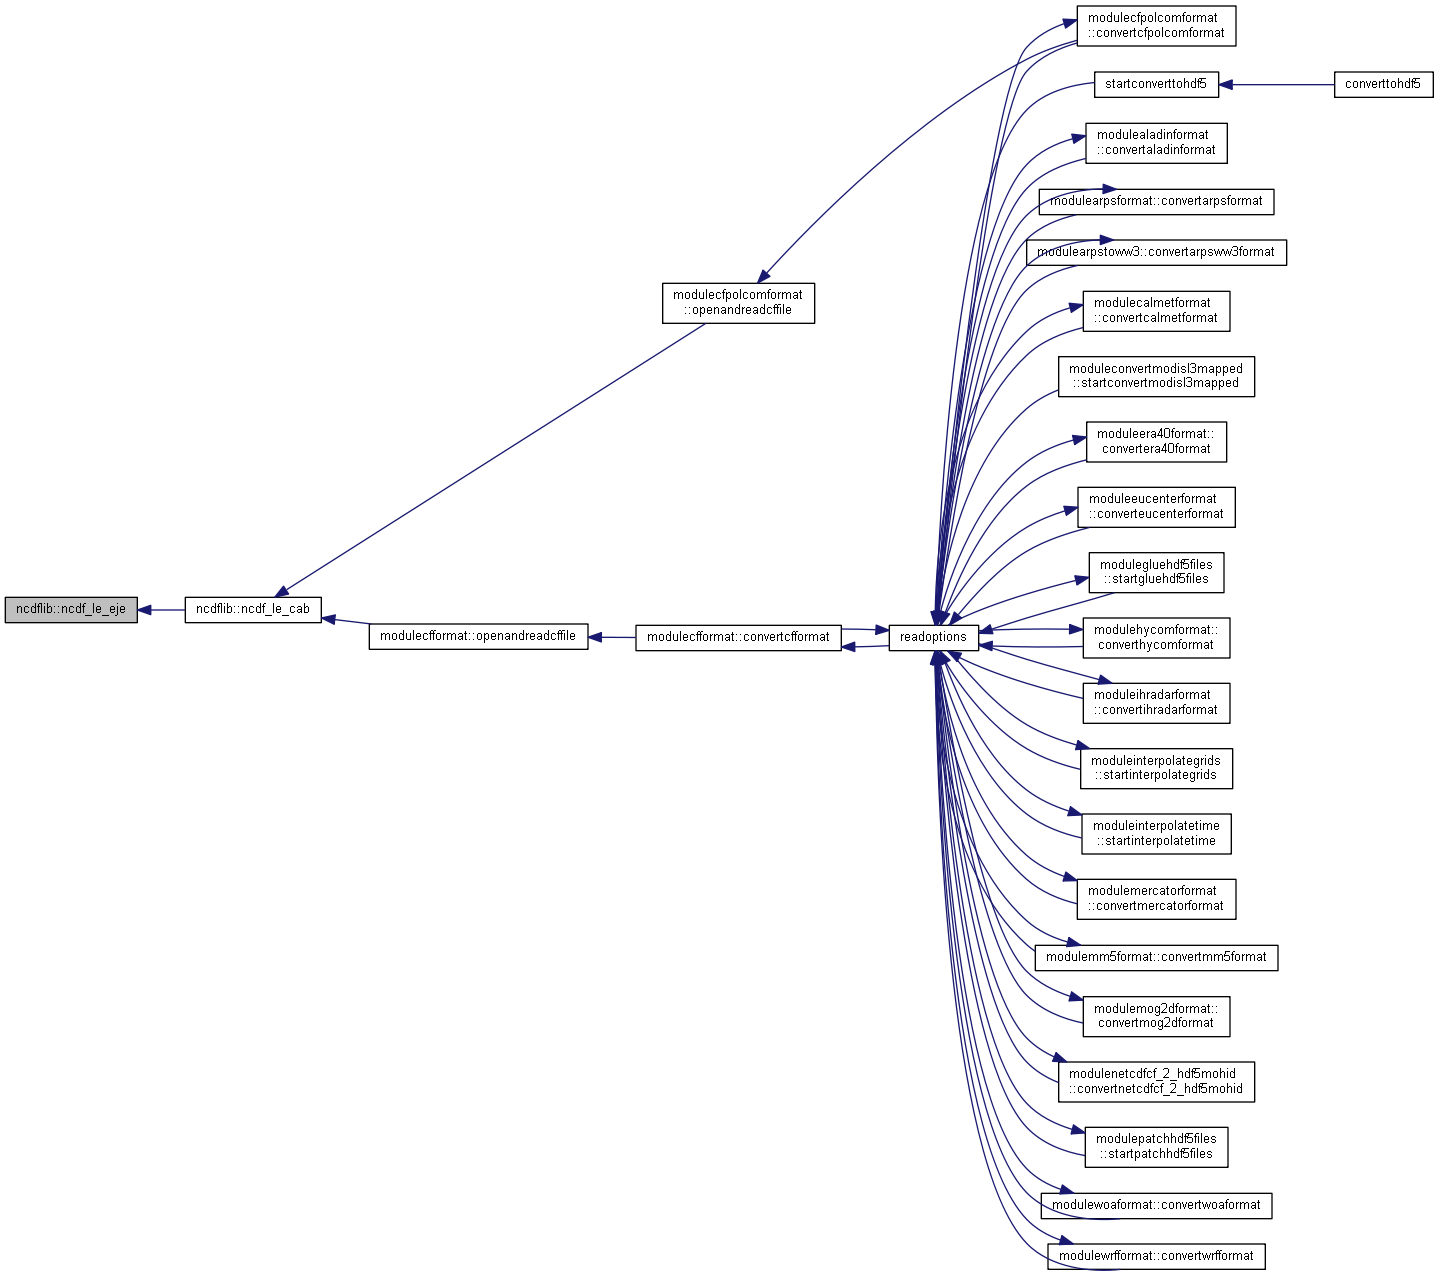 modulecfpolcomformat
::convertcfpolcomformat
startconverttohdf5
converttohdf5
modulealadinformat
::convertaladinformat
modulearpsformat::convertarpsformat
modulearpstoww3::convertarpsww3format
modulecfpolcomformat
::openandreadcffile
modulecalmetformat
::convertcalmetformat
moduleconvertmodisl3mapped
::startconvertmodisl3mapped
moduleera40format::
convertera40format
moduleeucenterformat
::converteucenterformat
modulegluehdf5files
::startgluehdf5files
ncdflib::ncdf_le_eje
ncdflib::ncdf_le_cab
modulecfformat::openandreadcffile
modulecfformat::convertcfformat
readoptions
modulehycomformat::
converthycomformat
moduleihradarformat
::convertihradarformat
moduleinterpolategrids
::startinterpolategrids
moduleinterpolatetime
::startinterpolatetime
modulemercatorformat
::convertmercatorformat
modulemm5format::convertmm5format
modulemog2dformat::
convertmog2dformat
modulenetcdfcf_2_hdf5mohid
::convertnetcdfcf_2_hdf5mohid
modulepatchhdf5files
::startpatchhdf5files
modulewoaformat::convertwoaformat
modulewrfformat::convertwrfformat